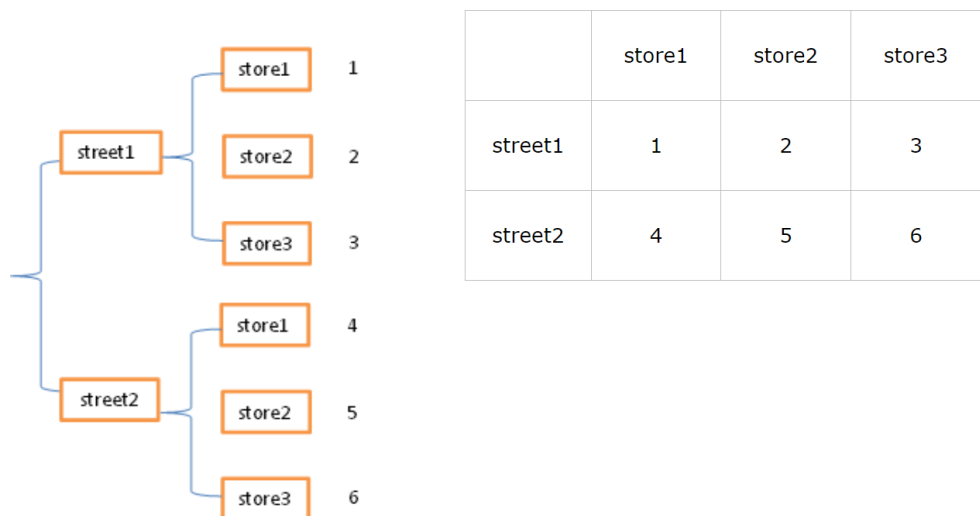 store1 1
street1
store2 2
store3 3
store1 4
street2
store2 5
store3 6
store1 store2 store3
street1 1 2 3
street2 4 5 6